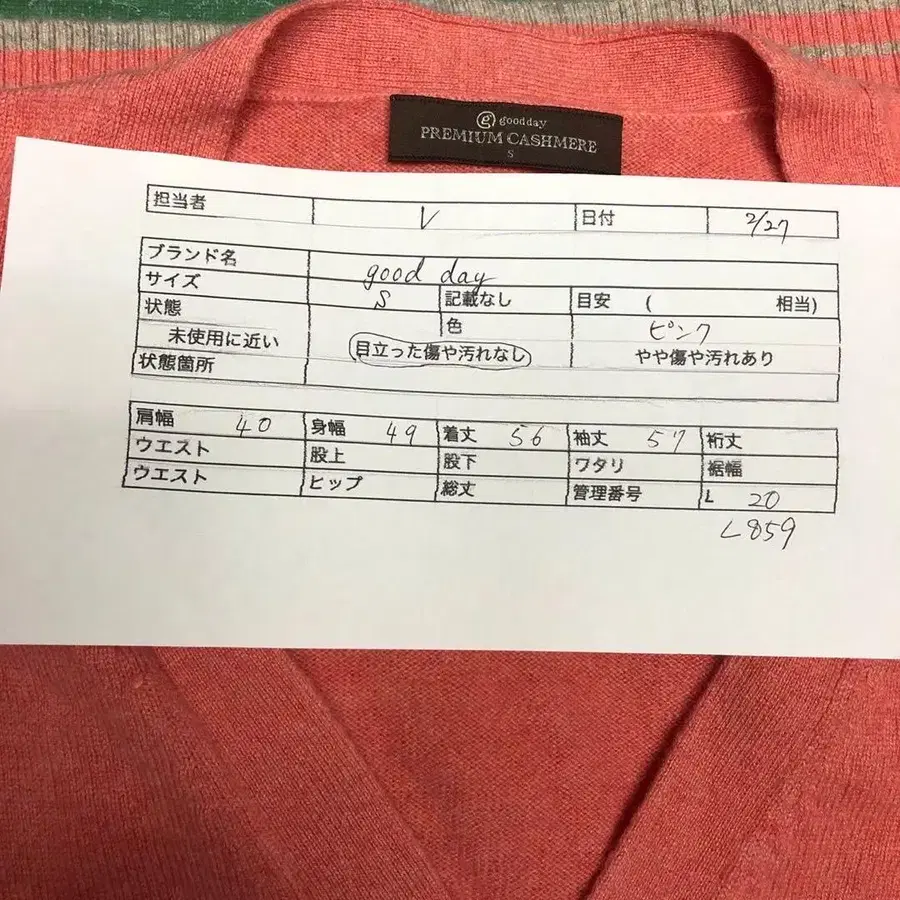 g goodday
PREMIUM CASHMERE
S
担当者 V 日付 2/27
ブランド名 good day
サイズ S 記載なし 目安 ( 相当)
状態 色 ピンク
未使用に近い 目立った傷や汚れなし やや傷や汚れあり
状態箇所
肩幅 40 身幅 49 着丈 56 袖丈 57 裄丈
ウエスト 股上 股下 ワタリ 裾幅
ウエスト ヒップ 総丈 管理番号 L 20
L859